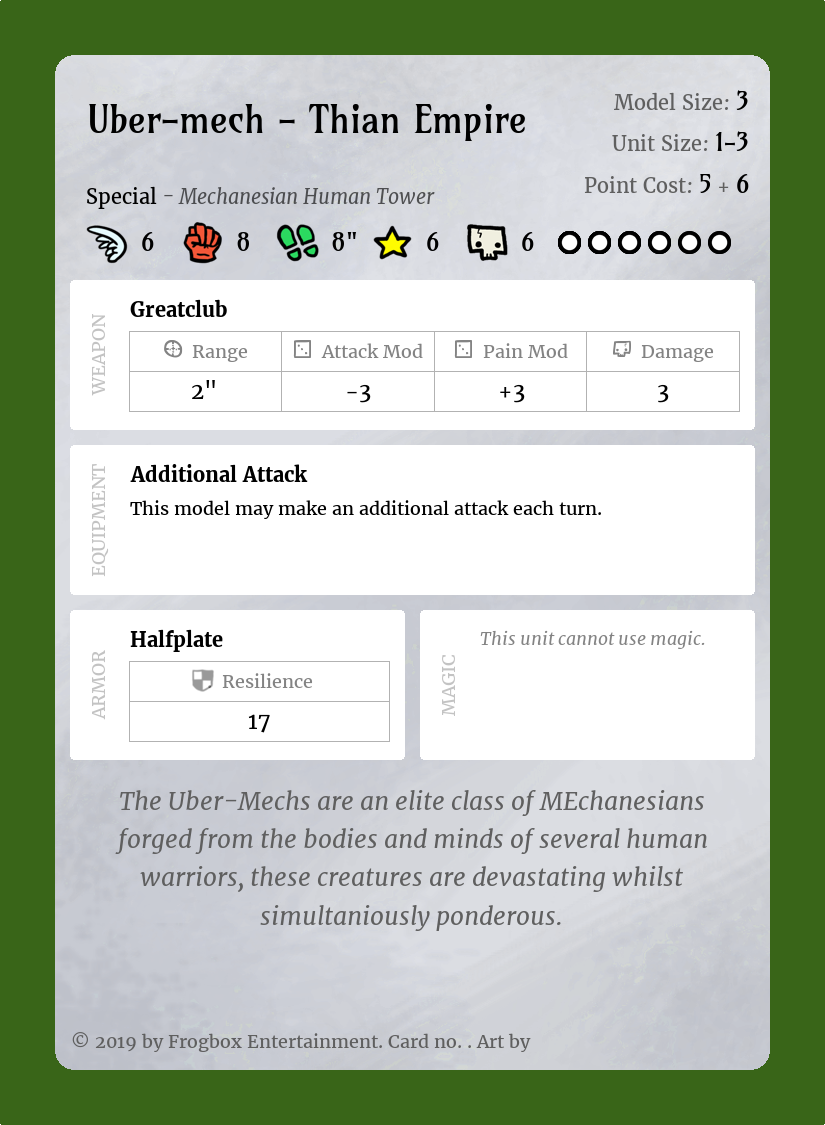 Uber-mech - Thian Empire
Model Size: 3
Unit Size: 1-3
Point Cost: 5 + 6
Special - Mechanesian Human Tower
6 8 8" 6 6
WEAPON
Greatclub
Range Attack Mod Pain Mod Damage
2" -3 +3 3
EQUIPMENT
Additional Attack
This model may make an additional attack each turn.
ARMOR
Halfplate
Resilience
17
MAGIC
This unit cannot use magic.
The Uber-Mechs are an elite class of MEchanesians
forged from the bodies and minds of several human
warriors, these creatures are devastating whilst
simultaniously ponderous.
© 2019 by Frogbox Entertainment. Card no. . Art by